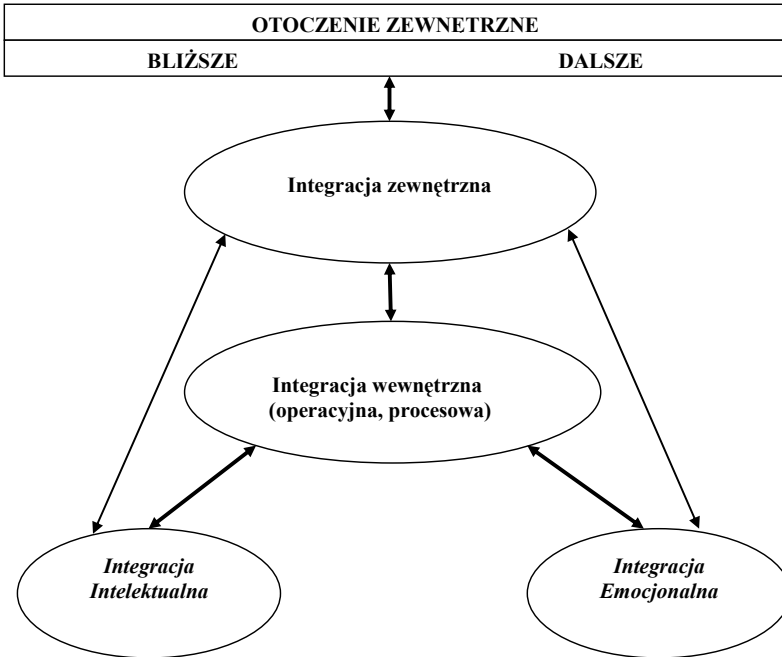 OTOCZENIE ZEWNETRZNE
BLIŻSZE DALSZE
Integracja zewnętrzna
Integracja wewnętrzna
(operacyjna, procesowa)
Integracja
Intelektualna
Integracja
Emocjonalna